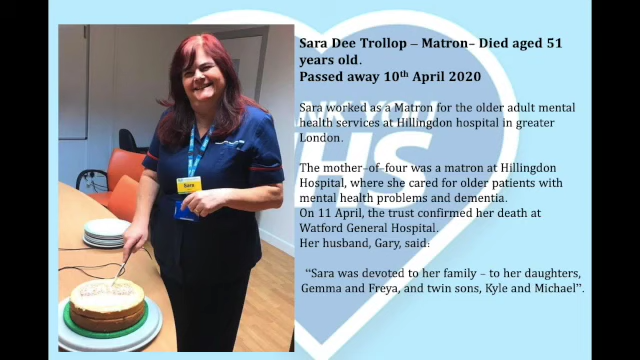 Sara Dee Trollop – Matron– Died aged 51
years old.
Passed away 10th April 2020
Sara worked as a Matron for the older adult mental
health services at Hillingdon hospital in greater
London.
The mother-of-four was a matron at Hillingdon
Hospital, where she cared for older patients with
mental health problems and dementia.
On 11 April, the trust confirmed her death at
Watford General Hospital.
Her husband, Gary, said:
“Sara was devoted to her family – to her daughters,
Gemma and Freya, and twin sons, Kyle and Michael”.
Sara
HS